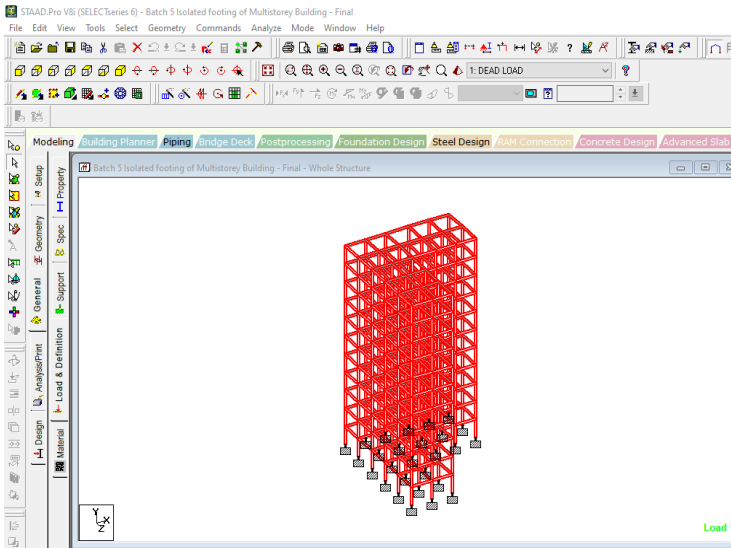 STAAD.Pro V8i (SELECTseries 6) - Batch 5 Isolated footing of Multistorey Building - Final
File Edit View Tools Select Geometry Commands Analyze Mode Window Help
1: DEAD LOAD
Modeling Building Planner Piping Bridge Deck Postprocessing Foundation Design Steel Design RAM Connection Concrete Design Advanced Slab
Batch 5 Isolated footing of Multistorey Building - Final - Whole Structure
Setup
Geometry
General
Analysis/Print
Design
Property
Spec
Support
Load & Definition
Material
Y
X
Z
Load